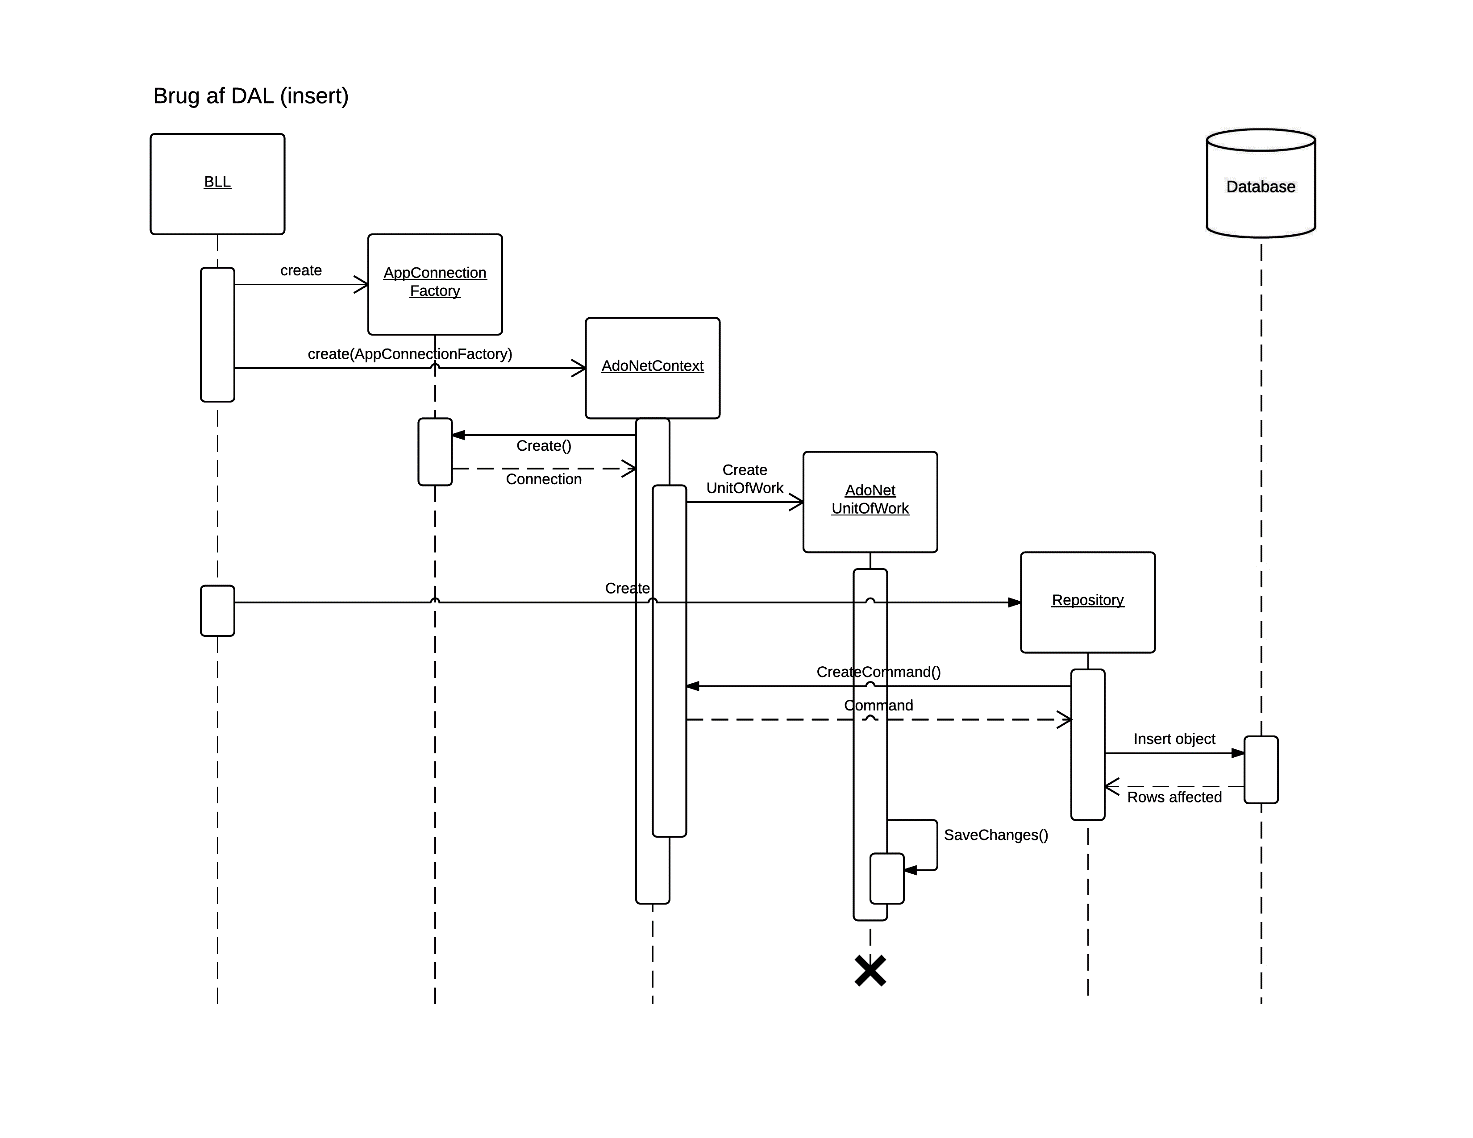 Brug af DAL (insert)
BLL
Database
AppConnection
Factory
create
create(AppConnectionFactory)
AdoNetContext
Create()
Connection
Create
UnitOfWork
AdoNet
UnitOfWork
Create
Repository
CreateCommand()
Command
Insert object
Rows affected
SaveChanges()